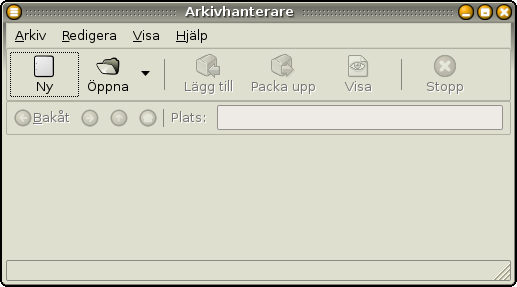 Arkivhanterare
Arkiv Redigera Visa Hjälp
Ny Öppna Lägg till Packa upp Visa Stopp
Bakåt Plats: